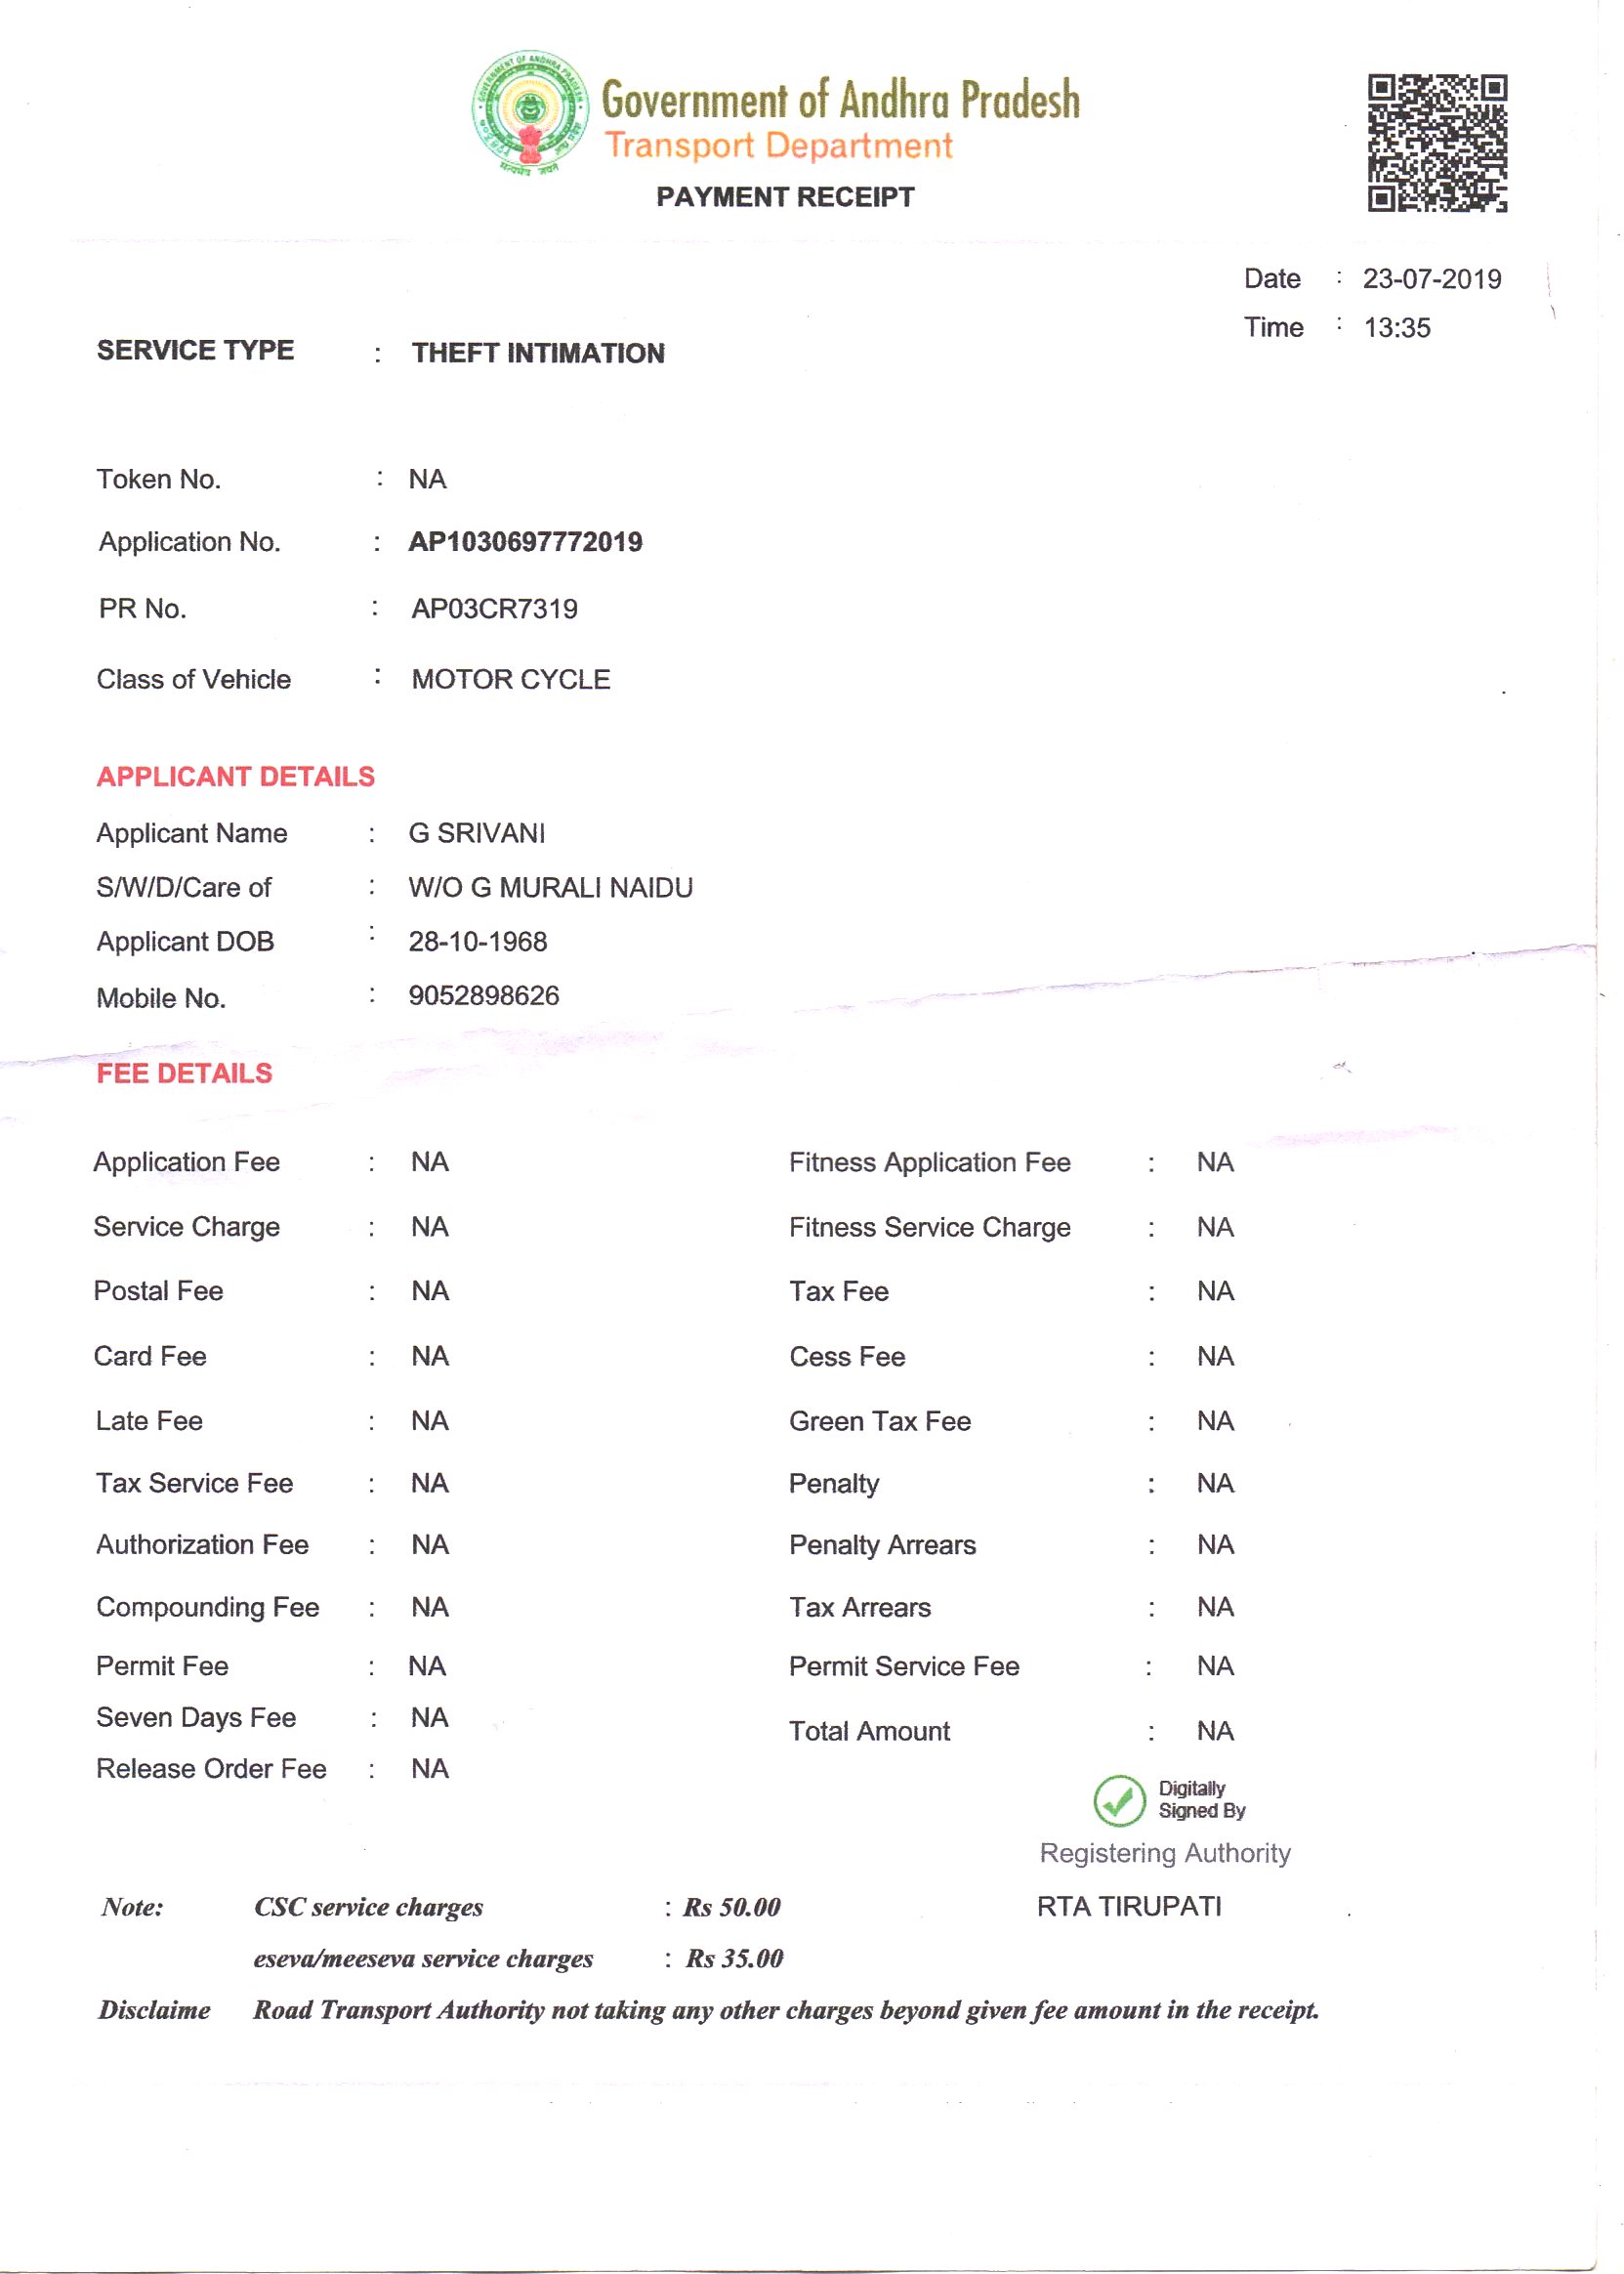 GOVERNMENT OF ANDHRA PRADESH
सत्यमेव जयते
Government of Andhra Pradesh
Transport Department
PAYMENT RECEIPT
Date : 23-07-2019
Time : 13:35
SERVICE TYPE : THEFT INTIMATION
Token No. : NA
Application No. : AP1030697772019
PR No. : AP03CR7319
Class of Vehicle : MOTOR CYCLE
APPLICANT DETAILS
Applicant Name : G SRIVANI
S/W/D/Care of : W/O G MURALI NAIDU
Applicant DOB : 28-10-1968
Mobile No. : 9052898626
FEE DETAILS
Application Fee : NA Fitness Application Fee : NA
Service Charge : NA Fitness Service Charge : NA
Postal Fee : NA Tax Fee : NA
Card Fee : NA Cess Fee : NA
Late Fee : NA Green Tax Fee : NA
Tax Service Fee : NA Penalty : NA
Authorization Fee : NA Penalty Arrears : NA
Compounding Fee : NA Tax Arrears : NA
Permit Fee : NA Permit Service Fee : NA
Seven Days Fee : NA Total Amount : NA
Release Order Fee : NA
Digitally
Signed By
Registering Authority
Note: CSC service charges : Rs 50.00 RTA TIRUPATI
eseva/meeseva service charges : Rs 35.00
Disclaime Road Transport Authority not taking any other charges beyond given fee amount in the receipt.